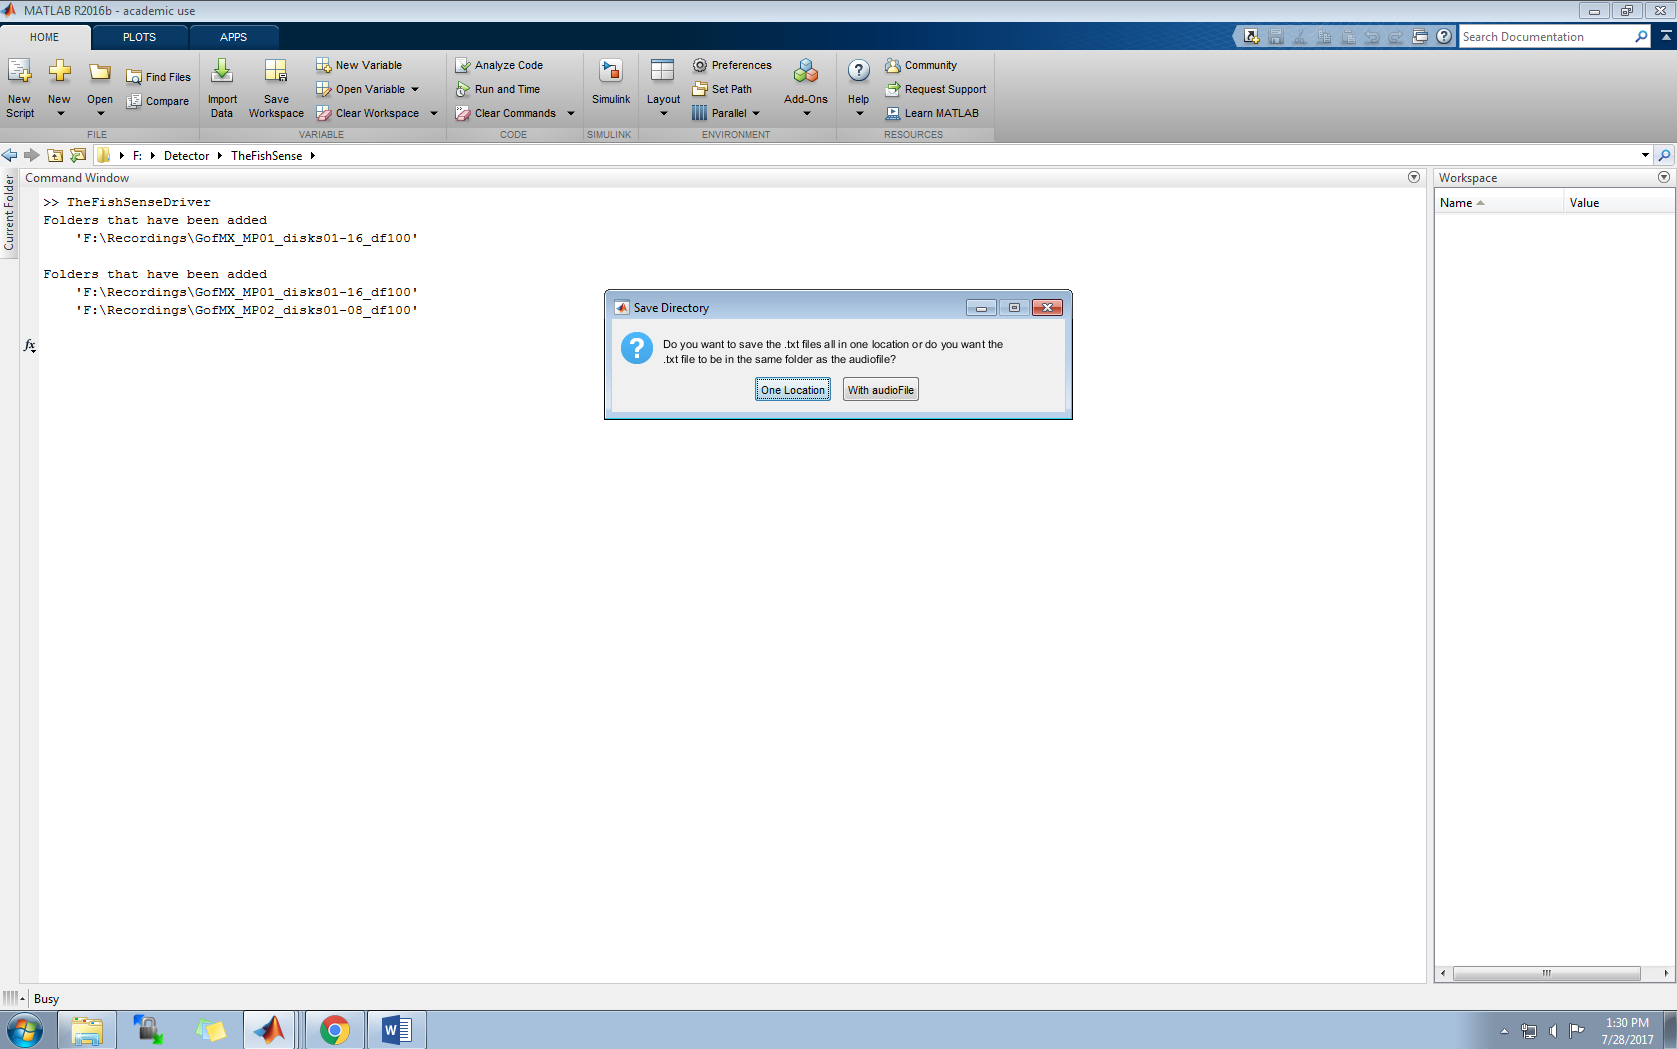 MATLAB R2016b - academic use
HOME PLOTS APPS
Search Documentation
New Script
New
Open
Find Files
Compare
FILE
Import Data
Save Workspace
New Variable
Open Variable
Clear Workspace
VARIABLE
Analyze Code
Run and Time
Clear Commands
CODE
Simulink
SIMULINK
Layout
Preferences
Set Path
Parallel
Add-Ons
ENVIRONMENT
Help
Community
Request Support
Learn MATLAB
RESOURCES
F: Detector TheFishSense
Current Folder
Command Window
>> TheFishSenseDriver
Folders that have been added
'F:\Recordings\GofMX_MP01_disks01-16_df100'
Folders that have been added
'F:\Recordings\GofMX_MP01_disks01-16_df100'
'F:\Recordings\GofMX_MP02_disks01-08_df100'
fx
Save Directory
Do you want to save the .txt files all in one location or do you want the
.txt file to be in the same folder as the audiofile?
One Location With audioFile
Workspace
Name Value
Busy
1:30 PM
7/28/2017